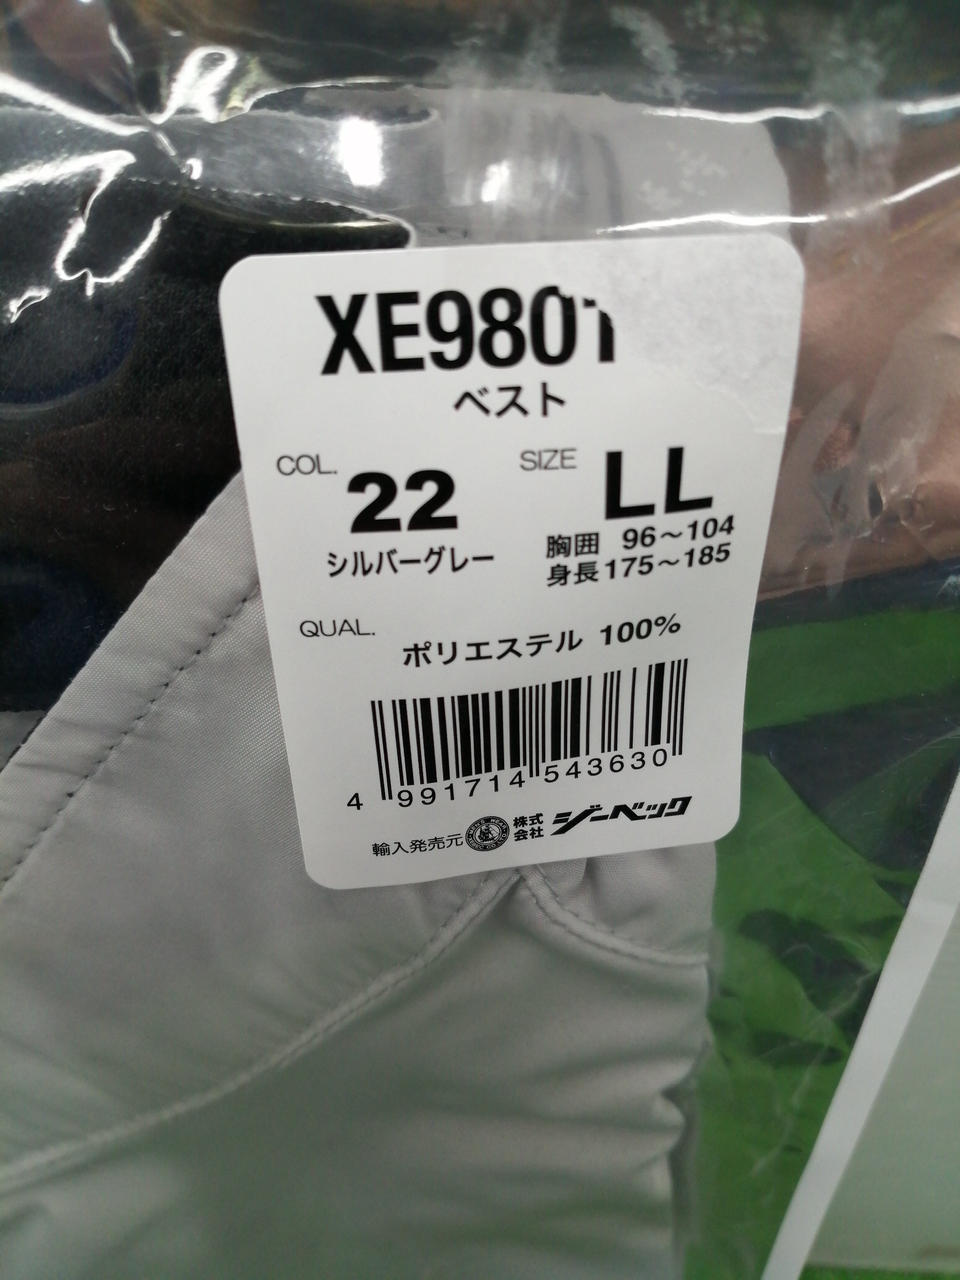 XE9801
ベスト
COL. 22 SIZE LL
シルバーグレー
胸囲 96～104
身長175～185
QUAL. ポリエステル 100%
4 991714 543630
輸入発売元 株式会社 ジーベック